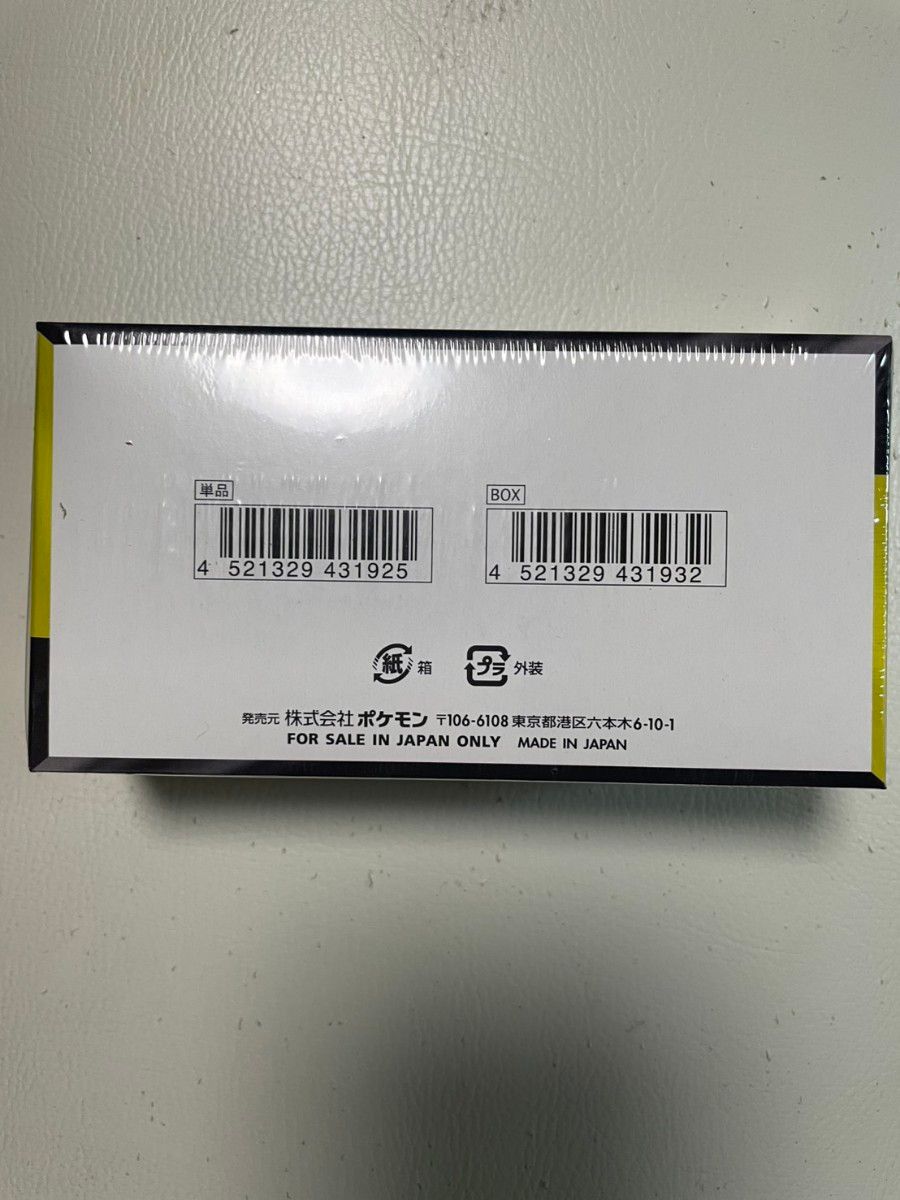 単品
4 521329 431925
BOX
4 521329 431932
紙 箱 プラ 外装
発売元 株式会社 ポケモン 〒106-6108 東京都港区六本木6-10-1
FOR SALE IN JAPAN ONLY MADE IN JAPAN